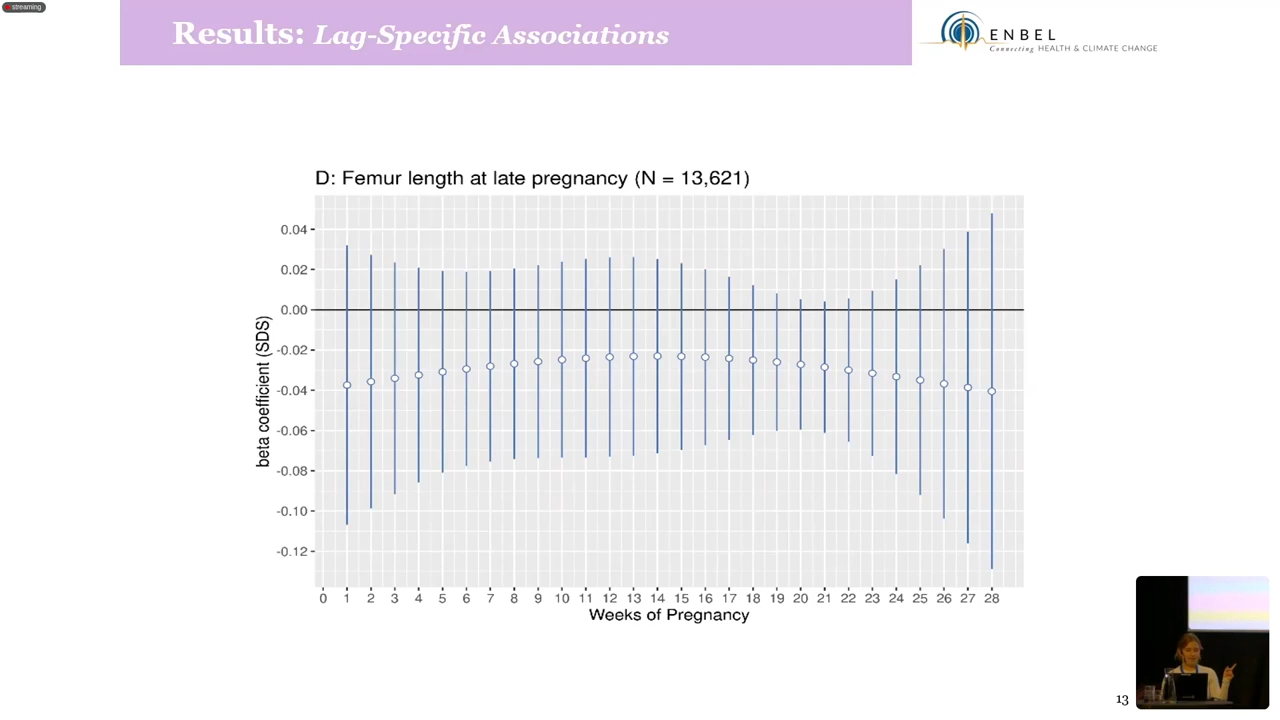 streaming
Results: Lag-Specific Associations
ENBEL
Connecting HEALTH & CLIMATE CHANGE
D: Femur length at late pregnancy (N = 13,621)
0.04
0.02
0.00
-0.02
-0.04
-0.06
-0.08
-0.10
-0.12
beta coefficient (SDS)
0 1 2 3 4 5 6 7 8 9 10 11 12 13 14 15 16 17 18 19 20 21 22 23 24 25 26 27 28
Weeks of Pregnancy
13